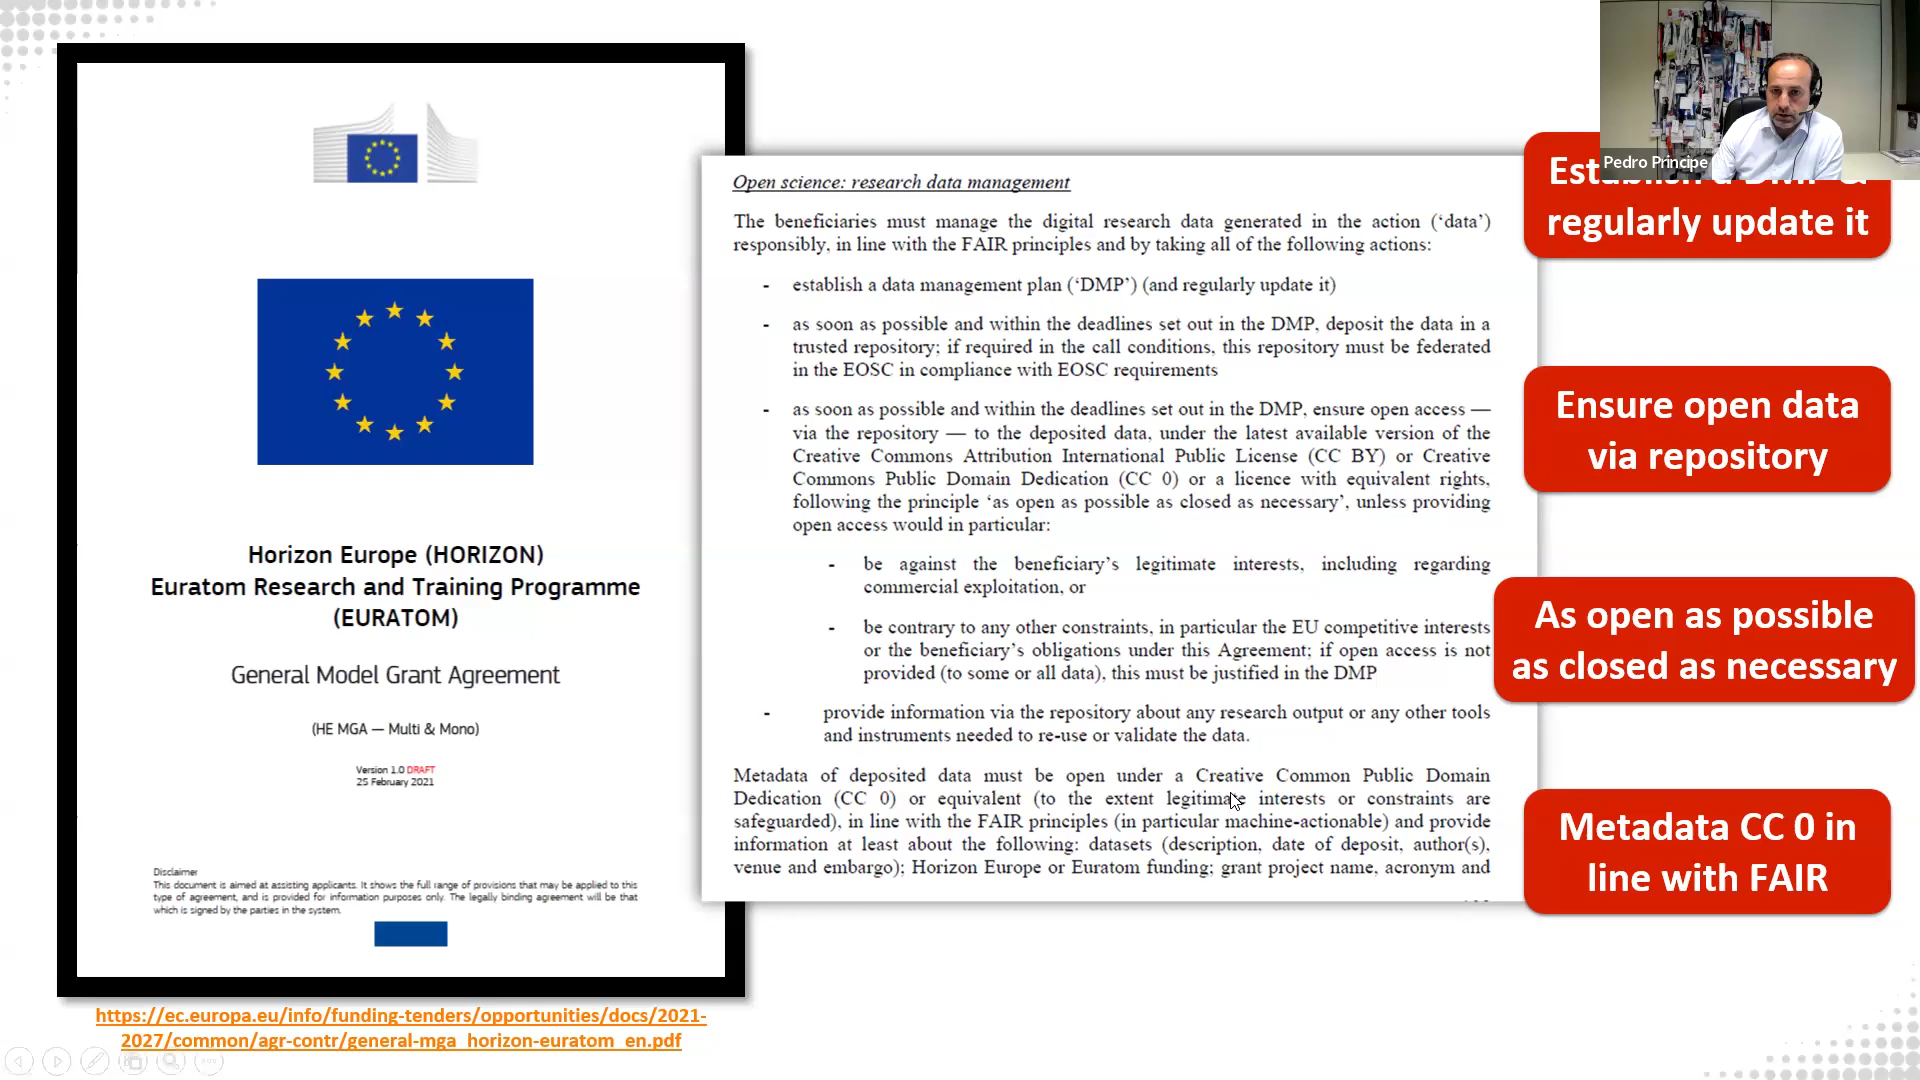 Horizon Europe (HORIZON)
Euratom Research and Training Programme
(EURATOM)
General Model Grant Agreement
(HE MGA — Multi & Mono)
Version 1.0 DRAFT
25 February 2021
Disclaimer
This document is aimed at assisting applicants. It shows the full range of provisions that may be applied to this
type of agreement, and is provided for information purposes only. The legally binding agreement will be that
which is signed by the parties in the system.
https://ec.europa.eu/info/funding-tenders/opportunities/docs/2021-
2027/common/agr-contr/general-mga_horizon-euratom_en.pdf
Open science: research data management
The beneficiaries must manage the digital research data generated in the action (‘data’)
responsibly, in line with the FAIR principles and by taking all of the following actions:
- establish a data management plan (‘DMP’) (and regularly update it)
- as soon as possible and within the deadlines set out in the DMP, deposit the data in a
trusted repository; if required in the call conditions, this repository must be federated
in the EOSC in compliance with EOSC requirements
- as soon as possible and within the deadlines set out in the DMP, ensure open access —
via the repository — to the deposited data, under the latest available version of the
Creative Commons Attribution International Public License (CC BY) or Creative
Commons Public Domain Dedication (CC 0) or a licence with equivalent rights,
following the principle ‘as open as possible as closed as necessary’, unless providing
open access would in particular:
- be against the beneficiary’s legitimate interests, including regarding
commercial exploitation, or
- be contrary to any other constraints, in particular the EU competitive interests
or the beneficiary’s obligations under this Agreement; if open access is not
provided (to some or all data), this must be justified in the DMP
- provide information via the repository about any research output or any other tools
and instruments needed to re-use or validate the data.
Metadata of deposited data must be open under a Creative Common Public Domain
Dedication (CC 0) or equivalent (to the extent legitimate interests or constraints are
safeguarded), in line with the FAIR principles (in particular machine-actionable) and provide
information at least about the following: datasets (description, date of deposit, author(s),
venue and embargo); Horizon Europe or Euratom funding; grant project name, acronym and
Pedro Principe
regularly update it
Ensure open data
via repository
As open as possible
as closed as necessary
Metadata CC 0 in
line with FAIR